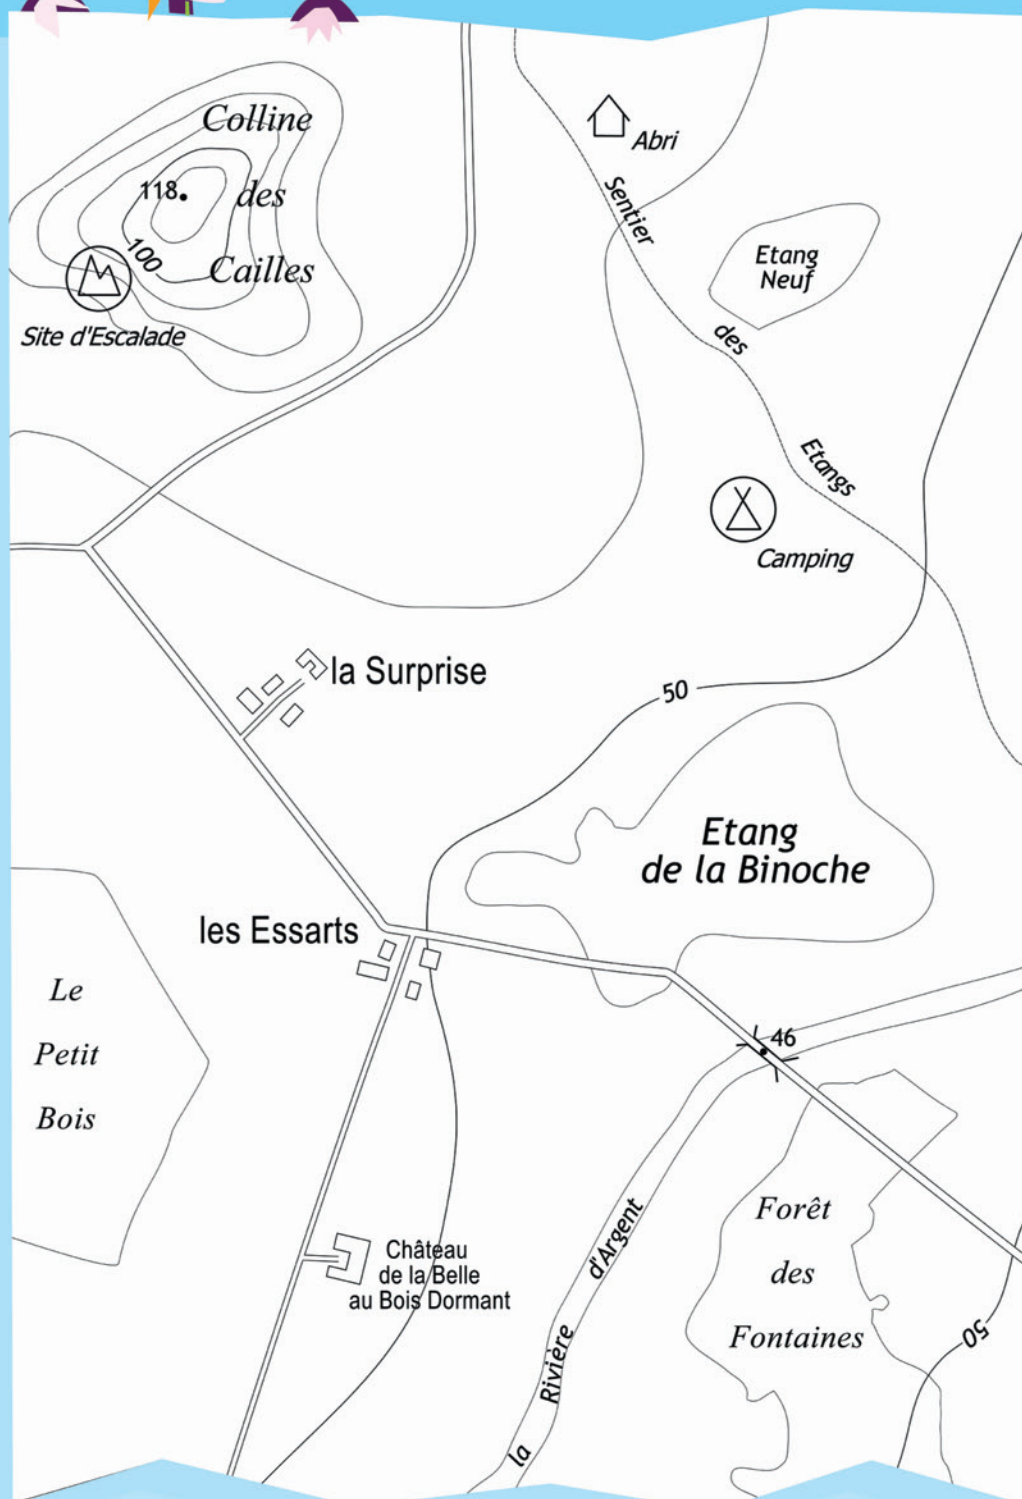 Colline
des
Cailles
118
100
Site d'Escalade
Abri
Sentier
des
Etangs
Etang
Neuf
Camping
la Surprise
50
Etang
de la Binoche
les Essarts
Le
Petit
Bois
46
Château
de la Belle
au Bois Dormant
la Rivière d'Argent
Forêt
des
Fontaines
50